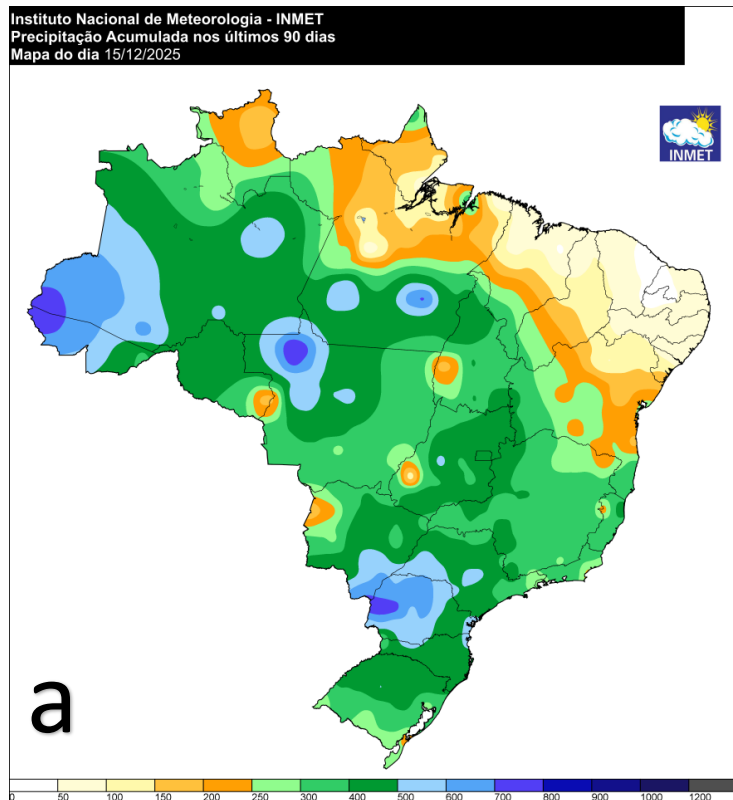 Instituto Nacional de Meteorologia - INMET
Precipitação Acumulada nos últimos 90 dias
Mapa do dia 15/12/2025
INMET
a
0 50 100 150 200 250 300 400 500 600 700 800 900 1000 1200